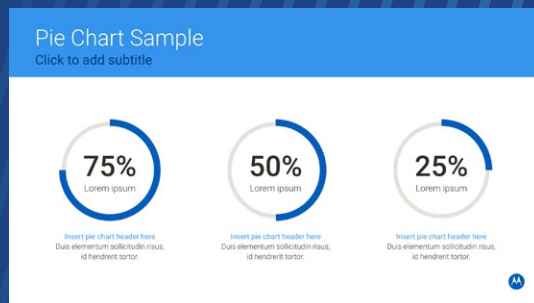 Pie Chart Sample
Click to add subtitle
75%
Lorem ipsum
Insert pie chart header here
Duis elementum sollicitudin risus,
id hendrerit tortor.
50%
Lorem ipsum
Insert pie chart header here
Duis elementum sollicitudin risus,
id hendrerit tortor.
25%
Lorem ipsum
Insert pie chart header here
Duis elementum sollicitudin risus,
id hendrerit tortor.